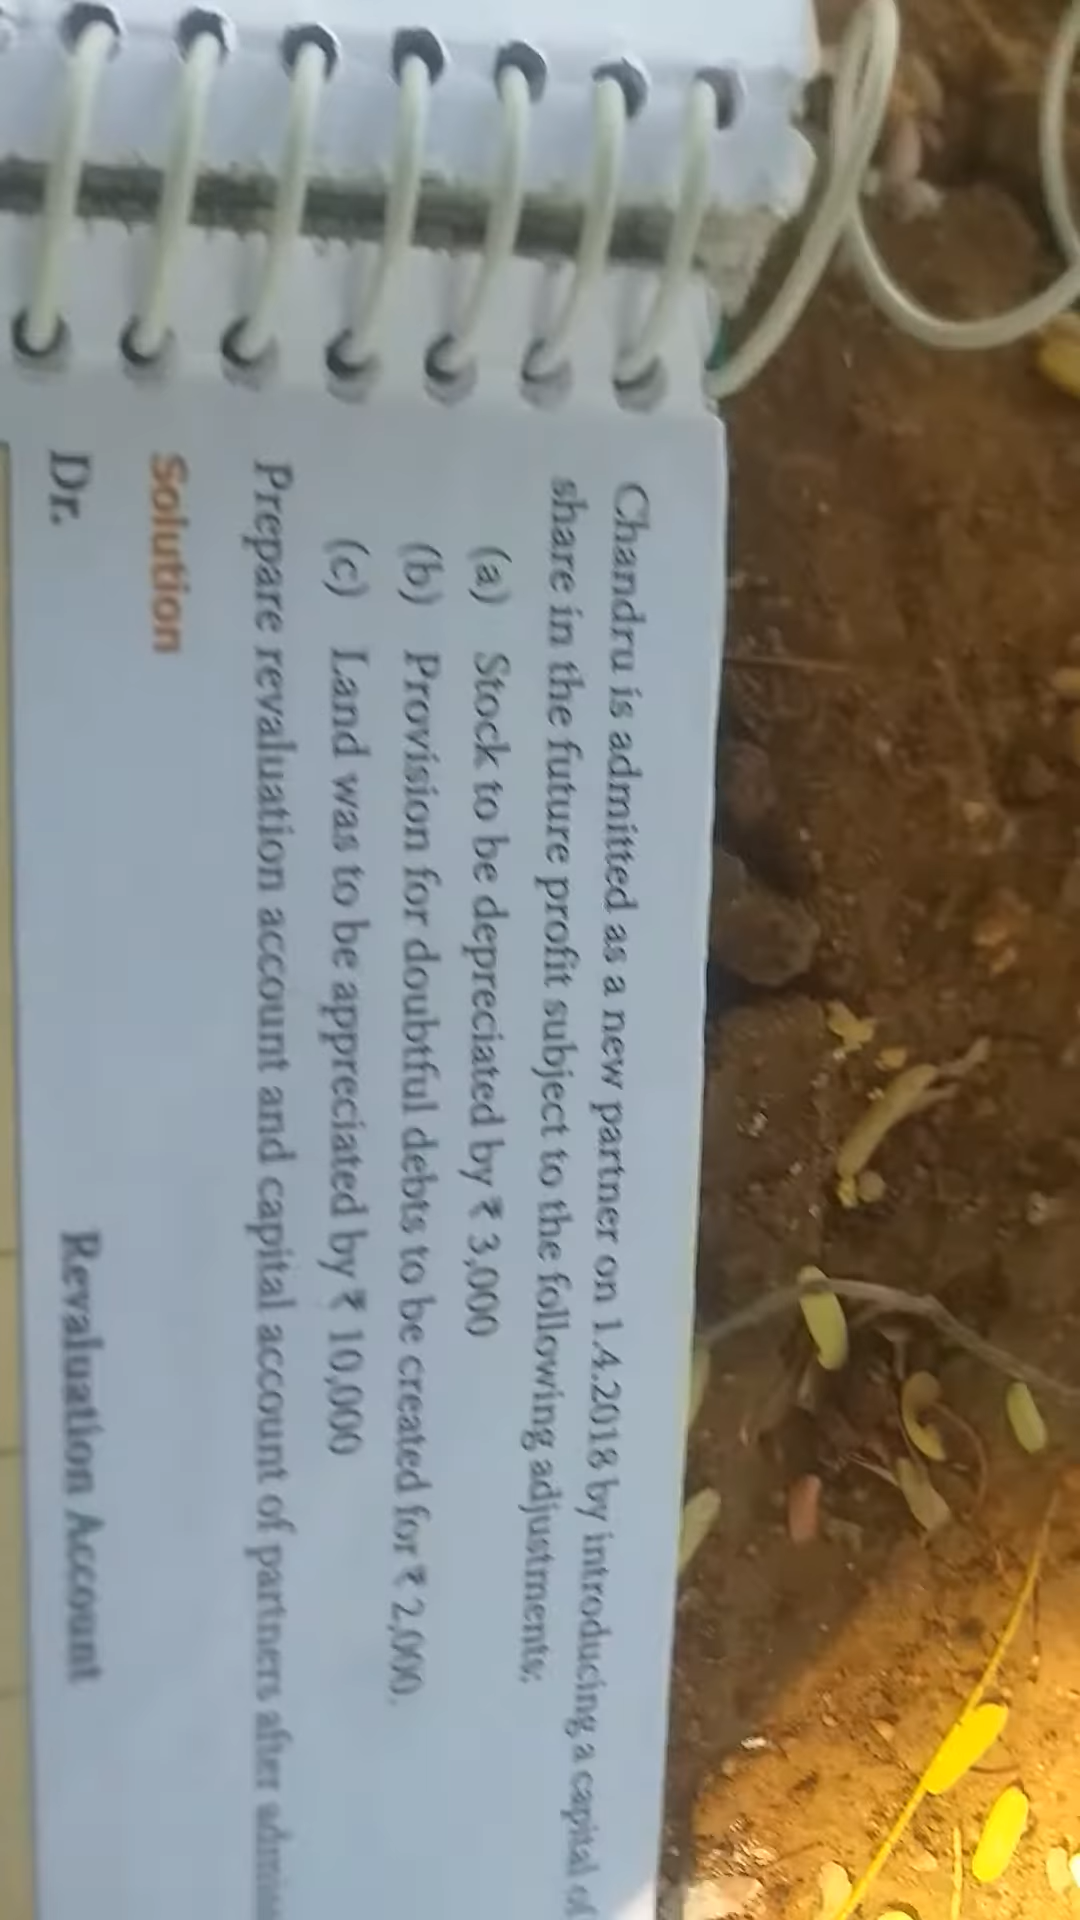 Chandru is admitted as a new partner on 1.4.2018 by introducing a capital of
share in the future profit subject to the following adjustments:
(a) Stock to be depreciated by ₹ 3,000
(b) Provision for doubtful debts to be created for ₹ 2,000.
(c) Land was to be appreciated by ₹ 10,000
Prepare revaluation account and capital account of partners after
Solution
Dr. Revaluation Account